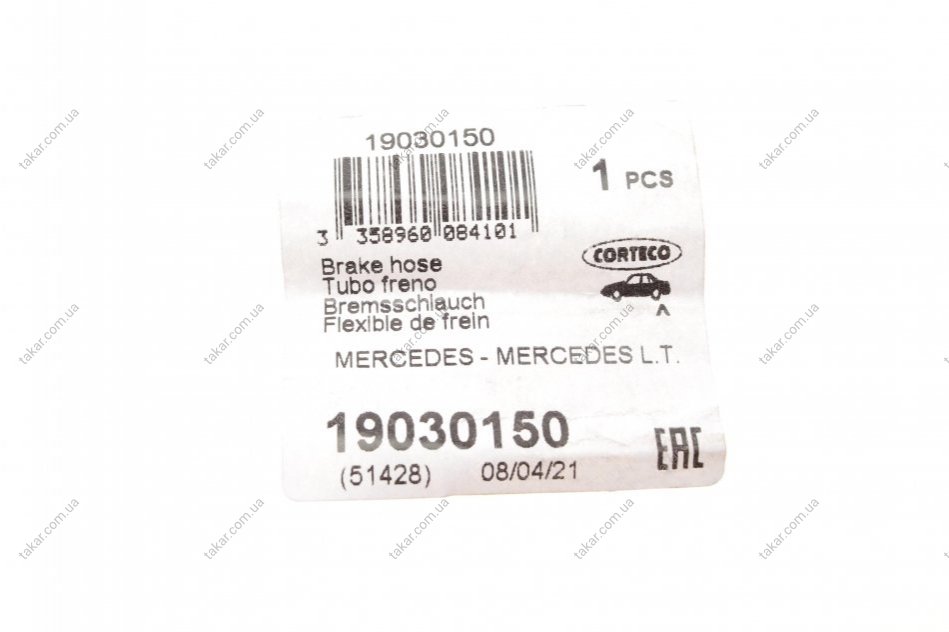 19030150
1 PCS
3 358960 084101
CORTECO
Brake hose
Tubo freno
Bremsschlauch
Flexible de frein
MERCEDES - MERCEDES L.T.
19030150
(51428) 08/04/21
EAC
takar.com.ua